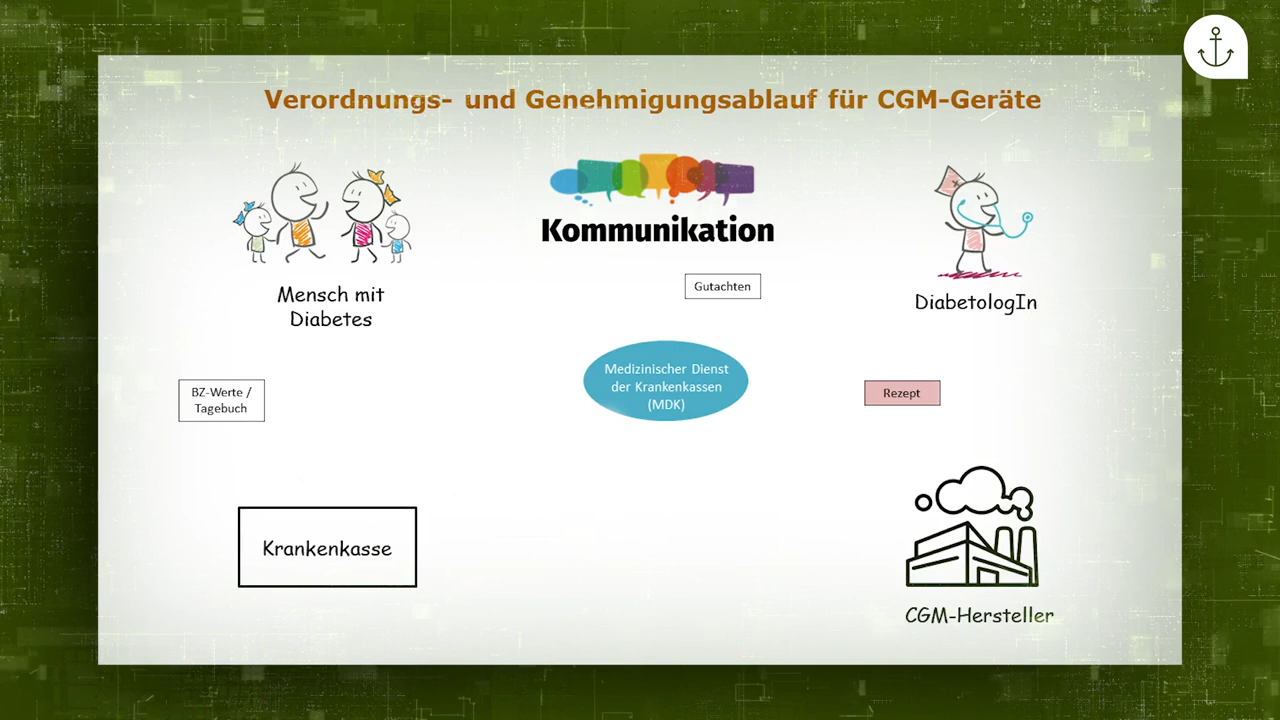 Verordnungs- und Genehmigungsablauf für CGM-Geräte
Kommunikation
Mensch mit
Diabetes
Gutachten
DiabetologIn
Medizinischer Dienst
der Krankenkassen
(MDK)
BZ-Werte /
Tagebuch
Rezept
Krankenkasse
CGM-Hersteller